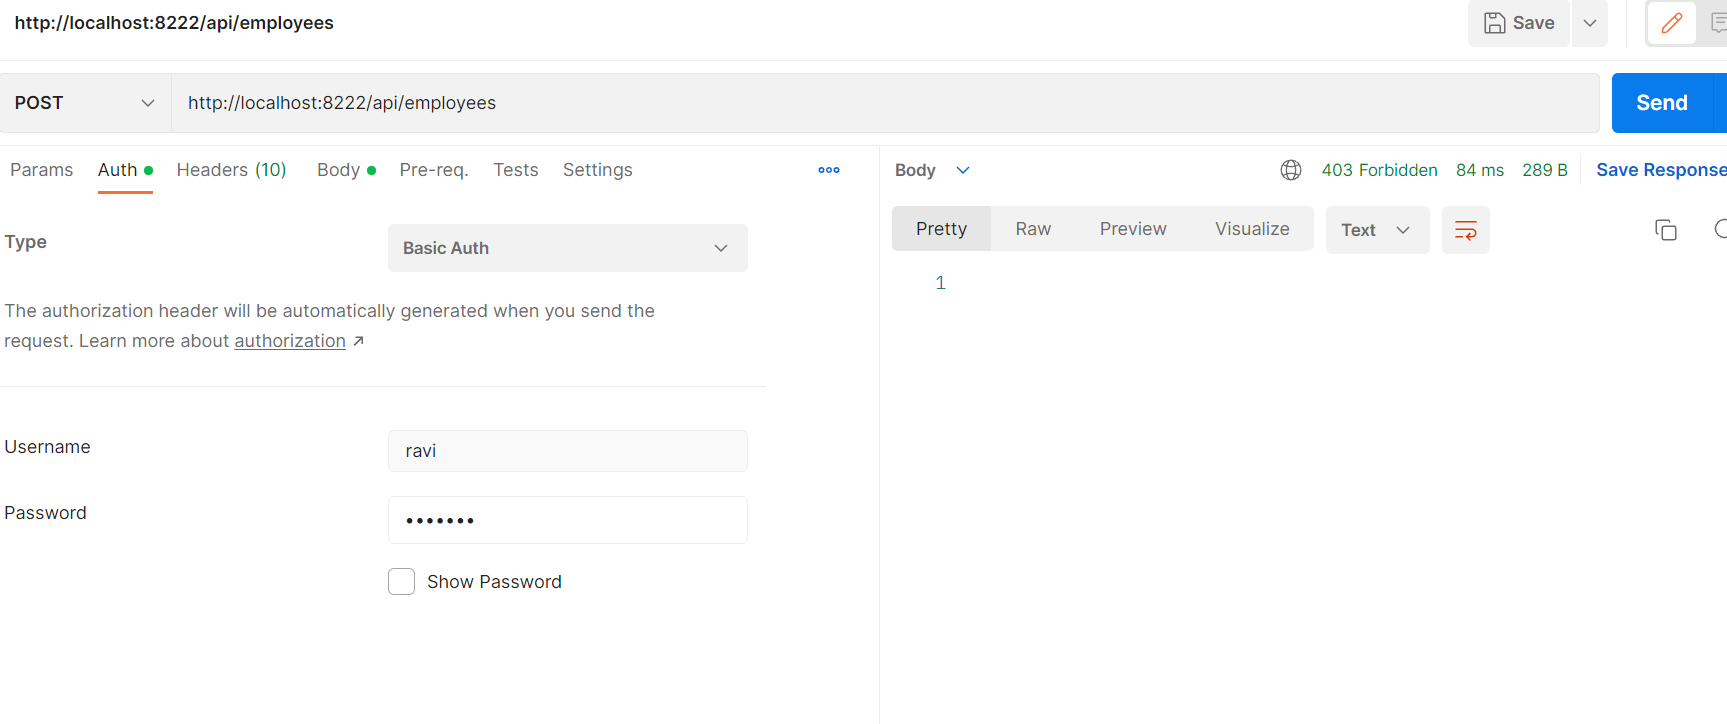 http://localhost:8222/api/employees
Save
POST
http://localhost:8222/api/employees
Send
Params Auth Headers (10) Body Pre-req. Tests Settings
Type
Basic Auth
The authorization header will be automatically generated when you send the
request. Learn more about authorization ↗
Username
ravi
Password
•••••••
Show Password
Body
403 Forbidden 84 ms 289 B Save Response
Pretty Raw Preview Visualize Text
1